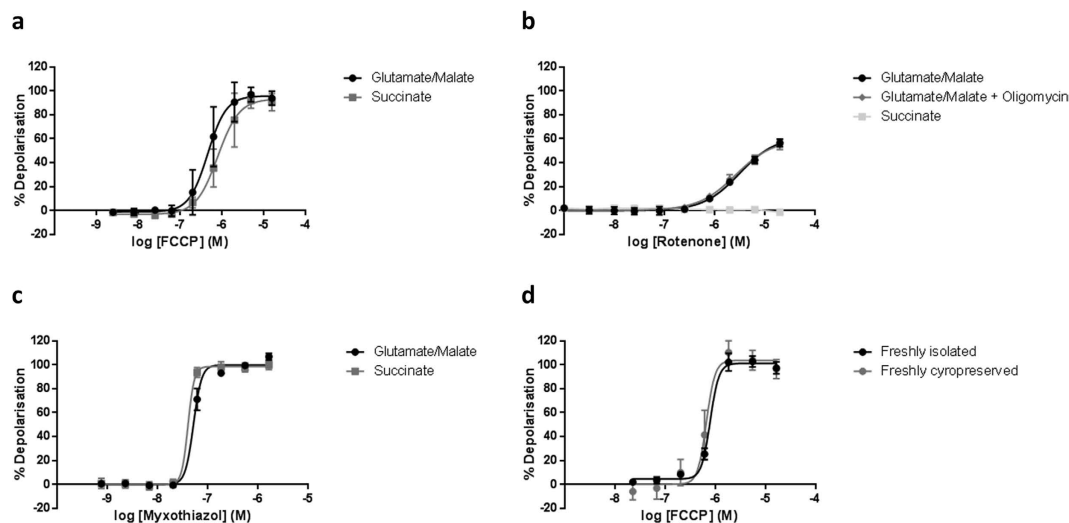 a
120
100
80
60
40
20
0
-20
% Depolarisation
-9 -8 -7 -6 -5 -4
log [FCCP] (M)
Glutamate/Malate
Succinate
b
120
100
80
60
40
20
0
-20
% Depolarisation
-8 -7 -6 -5 -4
log [Rotenone] (M)
Glutamate/Malate
Glutamate/Malate + Oligomycin
Succinate
c
120
100
80
60
40
20
0
-20
% Depolarisation
-9 -8 -7 -6 -5
log [Myxothiazol] (M)
Glutamate/Malate
Succinate
d
120
100
80
60
40
20
0
-20
% Depolarisation
-8 -7 -6 -5 -4
log [FCCP] (M)
Freshly isolated
Freshly cyropreserved